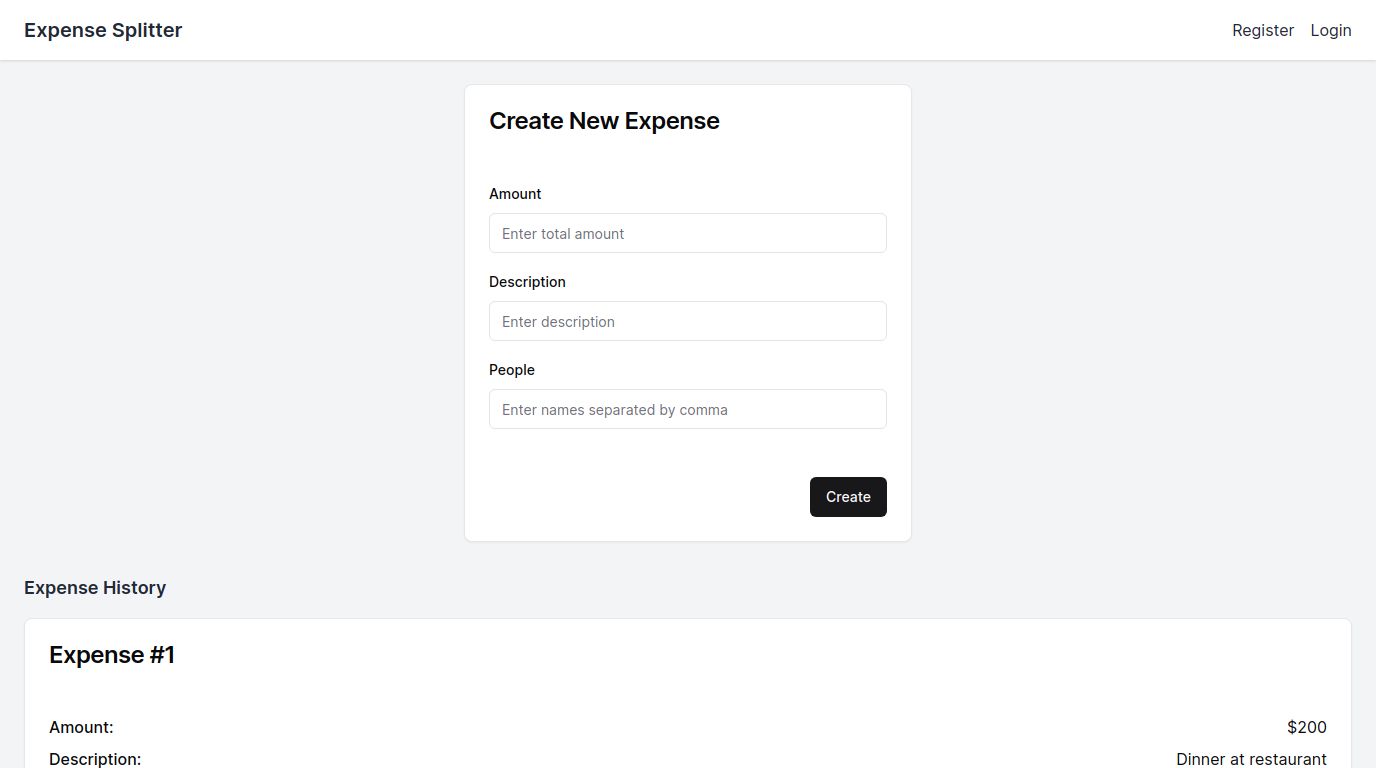 Expense Splitter
Register Login
Create New Expense
Amount
Enter total amount
Description
Enter description
People
Enter names separated by comma
Create
Expense History
Expense #1
Amount: $200
Description: Dinner at restaurant